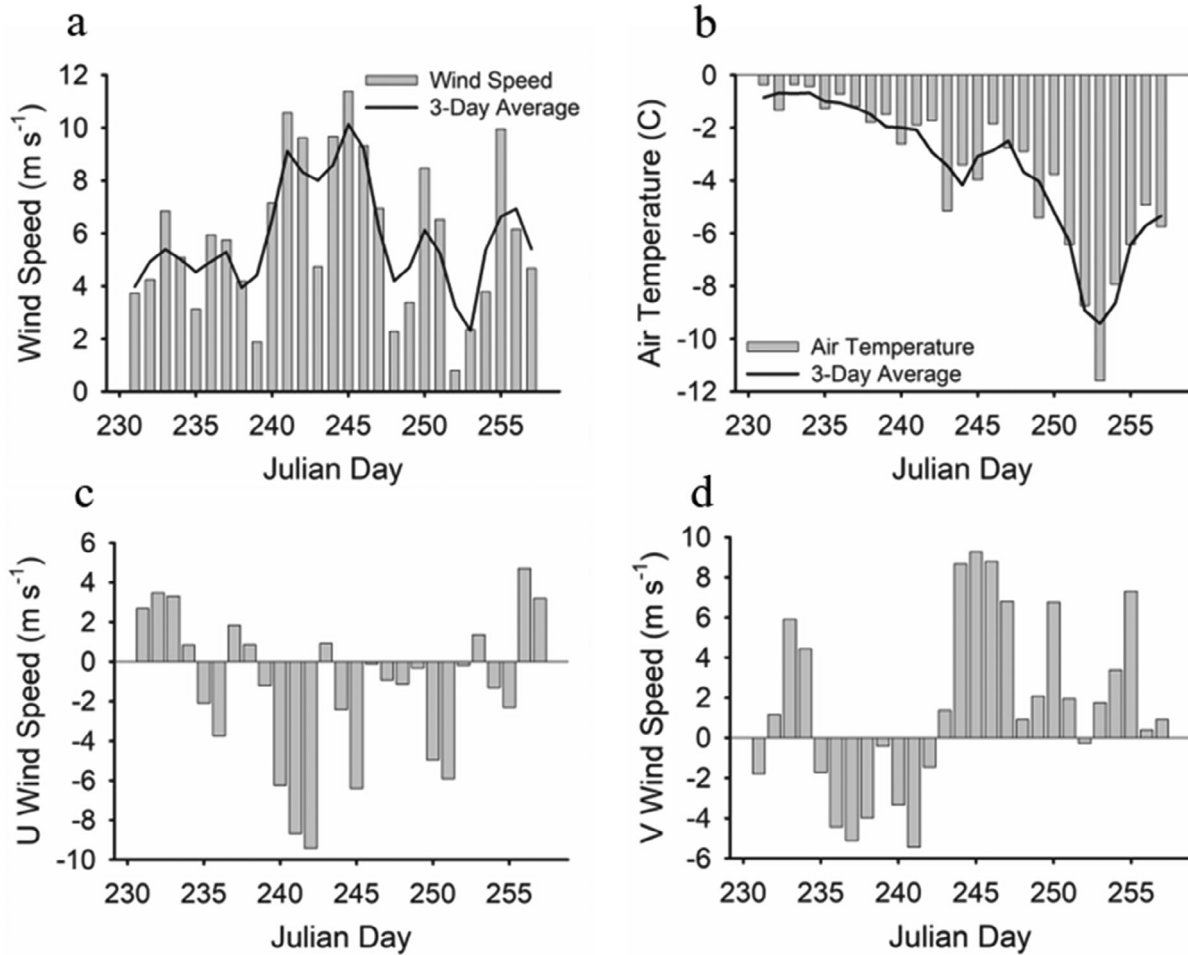 a
12
10
8
6
4
2
0
Wind Speed (m s⁻¹)
Wind Speed
3-Day Average
230 235 240 245 250 255
Julian Day
b
0
-2
-4
-6
-8
-10
-12
Air Temperature (C)
Air Temperature
3-Day Average
230 235 240 245 250 255
Julian Day
c
6
4
2
0
-2
-4
-6
-8
-10
U Wind Speed (m s⁻¹)
230 235 240 245 250 255
Julian Day
d
10
8
6
4
2
0
-2
-4
-6
V Wind Speed (m s⁻¹)
230 235 240 245 250 255
Julian Day